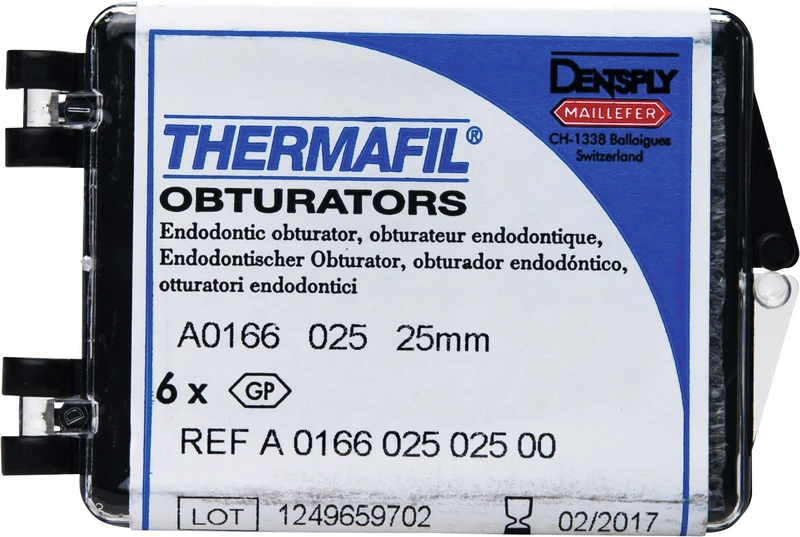 DENSPLY
MAILLEFER
CH-1338 Ballaigues
Switzerland
THERMAFIL®
OBTURATORS
Endodontic obturator, obturateur endodontique,
Endodontischer Obturator, obturador endodóntico,
otturatori endodontici
A0166 025 25mm
6 x GP
REF A 0166 025 025 00
LOT 1249659702 02/2017